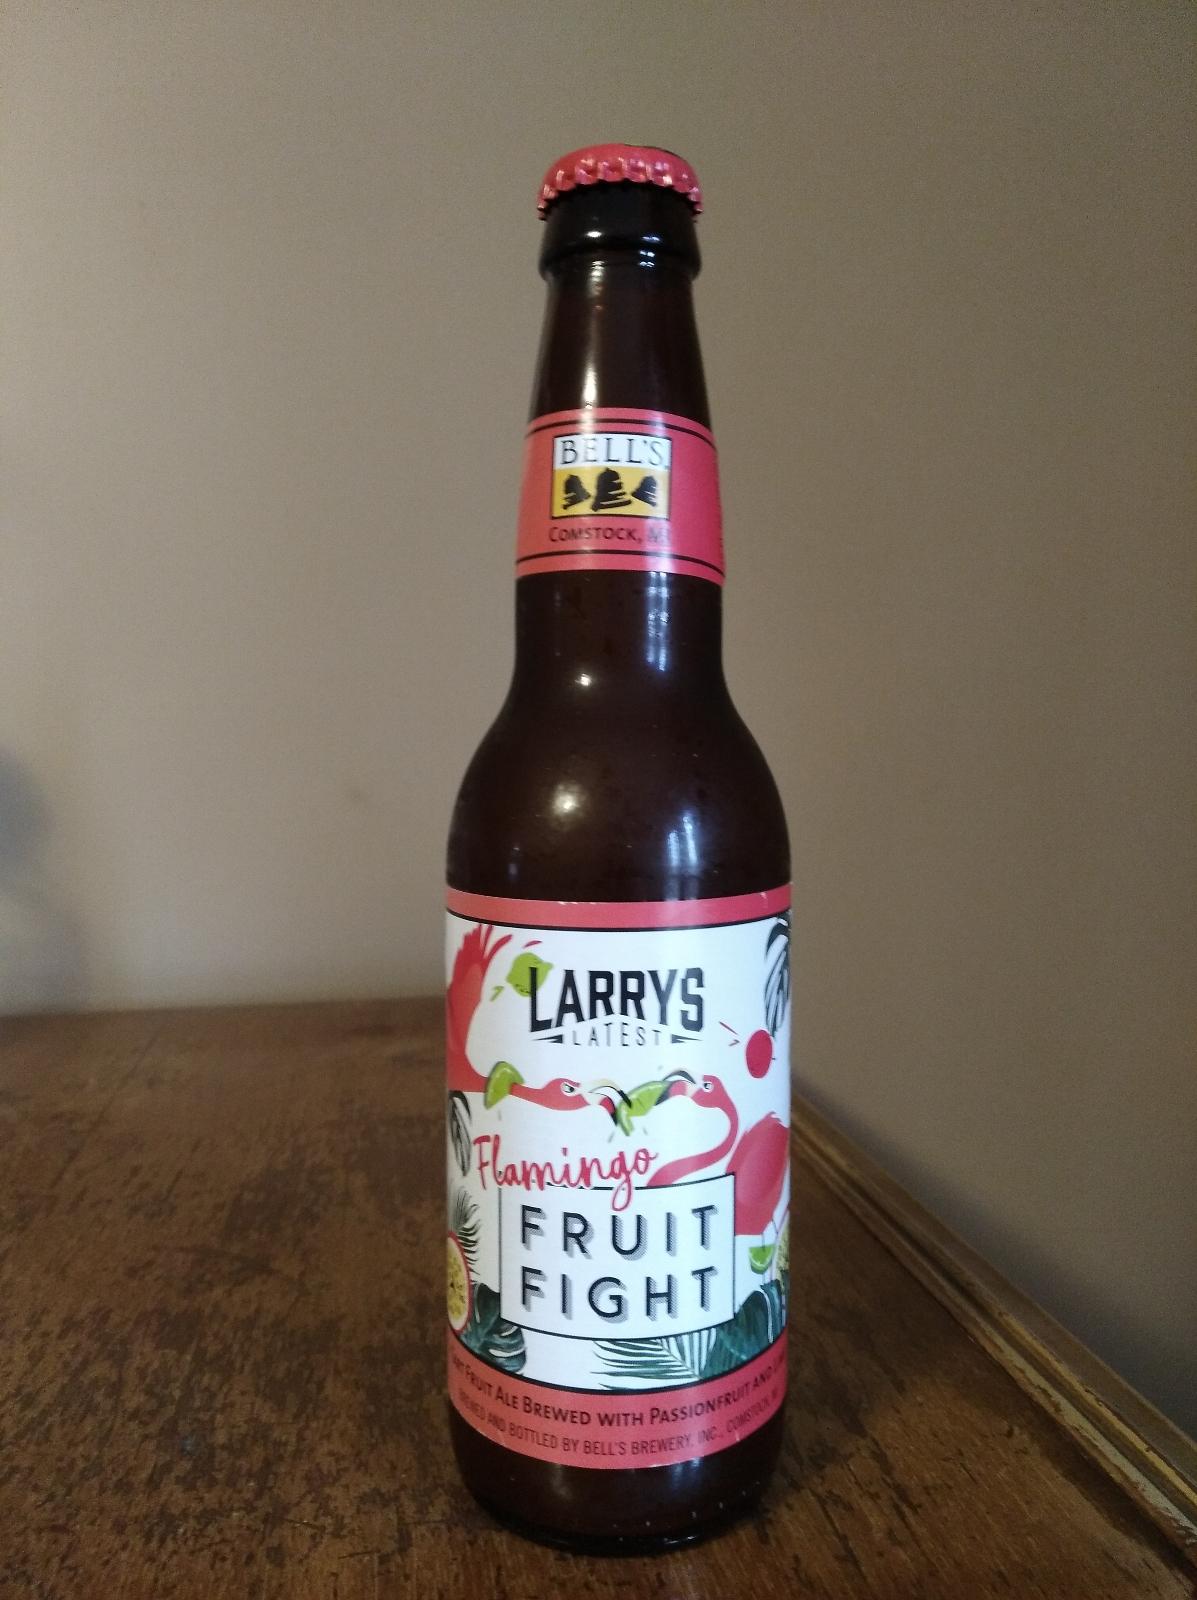 BELL'S
COMSTOCK, MI
LARRYS
LATEST
Flamingo
FRUIT
FIGHT
FRUIT ALE BREWED WITH PASSIONFRUIT AND
BREWED AND BOTTLED BY BELL'S BREWERY, INC., COMSTOCK, MI